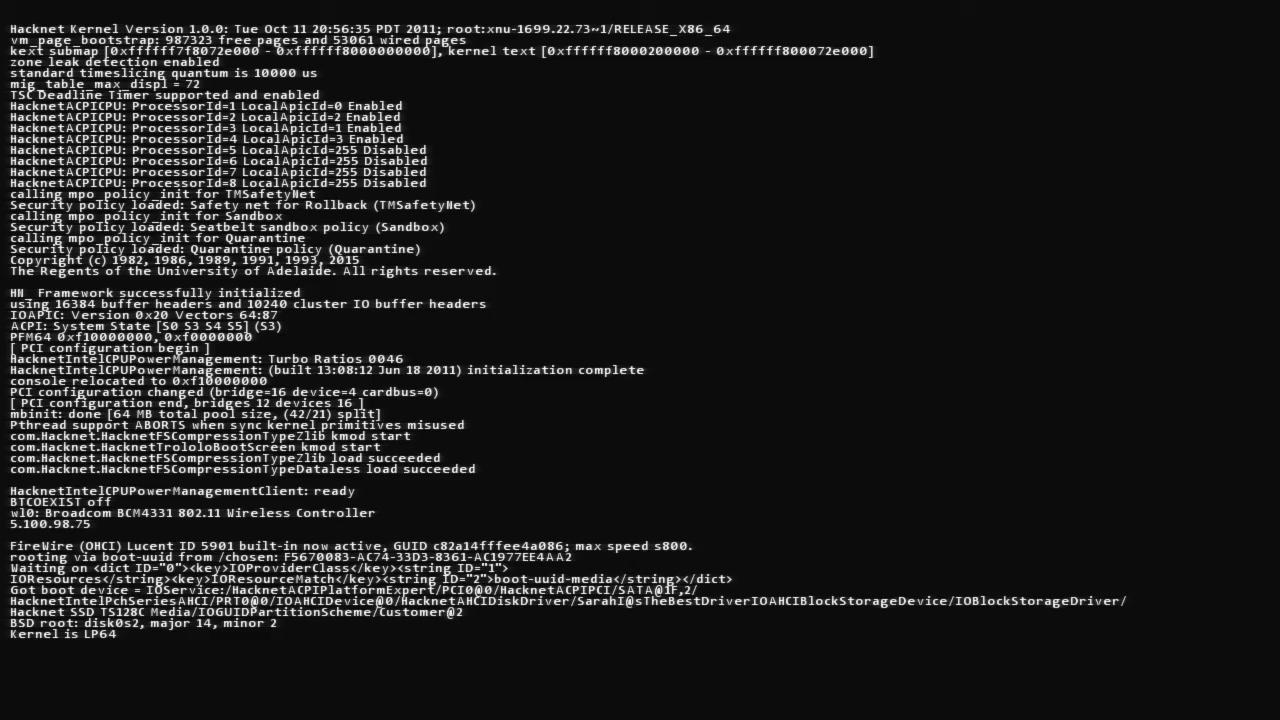 Hacknet Kernel Version 1.0.0: Tue Oct 11 20:56:35 PDT 2011; root:xnu-1699.22.73~1/RELEASE_X86_64
vm_page_bootstrap: 987323 free pages and 53061 wired pages
kext submap [0xffffff7f8072e000 - 0xffffff8000000000], kernel text [0xffffff8000200000 - 0xffffff800072e000]
zone leak detection enabled
standard timeslicing quantum is 10000 us
mig_table_max_displ = 72
TSC Deadline Timer supported and enabled
HacknetACPICPU: ProcessorId=1 LocalApicId=0 Enabled
HacknetACPICPU: ProcessorId=2 LocalApicId=2 Enabled
HacknetACPICPU: ProcessorId=3 LocalApicId=1 Enabled
HacknetACPICPU: ProcessorId=4 LocalApicId=3 Enabled
HacknetACPICPU: ProcessorId=5 LocalApicId=255 Disabled
HacknetACPICPU: ProcessorId=6 LocalApicId=255 Disabled
HacknetACPICPU: ProcessorId=7 LocalApicId=255 Disabled
HacknetACPICPU: ProcessorId=8 LocalApicId=255 Disabled
calling mpo_policy_init for TMSafetyNet
Security policy loaded: Safety net for Rollback (TMSafetyNet)
calling mpo_policy_init for Sandbox
Security policy loaded: Seatbelt sandbox policy (Sandbox)
calling mpo_policy_init for Quarantine
Security policy loaded: Quarantine policy (Quarantine)
Copyright (c) 1982, 1986, 1989, 1991, 1993, 2015
The Regents of the University of Adelaide. All rights reserved.
HN_ Framework successfully initialized
using 16384 buffer headers and 10240 cluster IO buffer headers
IOAPIC: Version 0x20 Vectors 64:87
ACPI: System State [S0 S3 S4 S5] (S3)
PFM64 0xf10000000, 0xf0000000
[ PCI configuration begin ]
HacknetIntelCPUPowerManagement: Turbo Ratios 0046
HacknetIntelCPUPowerManagement: (built 13:08:12 Jun 18 2011) initialization complete
console relocated to 0xf10000000
PCI configuration changed (bridge=16 device=4 cardbus=0)
[ PCI configuration end, bridges 12 devices 16 ]
mbinit: done [64 MB total pool size, (42/21) split]
Pthread support ABORTS when sync kernel primitives misused
com.Hacknet.HacknetFSCompressionTypeZlib kmod start
com.Hacknet.HacknetTrololoBootScreen kmod start
com.Hacknet.HacknetFSCompressionTypeZlib load succeeded
com.Hacknet.HacknetFSCompressionTypeDataless load succeeded
HacknetIntelCPUPowerManagementClient: ready
BTCOEXIST off
wl0: Broadcom BCM4331 802.11 Wireless Controller
5.100.98.75
FireWire (OHCI) Lucent ID 5901 built-in now active, GUID c82a14fffee4a086; max speed s800.
rooting via boot-uuid from /chosen: F5670083-AC74-33D3-8361-AC1977EE4AA2
Waiting on <dict ID="0"><key>IOProviderClass</key><string ID="1">
IOResources</string><key>IOResourceMatch</key><string ID="2">boot-uuid-media</string></dict>
Got boot device = IOService:/HacknetACPIPlatformExpert/PCI0@0/HacknetACPIPCI/SATA@1F,2/
HacknetIntelPchSeriesAHCI/PRT0@0/IOAHCIDevice@0/HacknetAHCIDiskDriver/SarahI@sTheBestDriverIOAHCIBlockStorageDevice/IOBlockStorageDriver/
Hacknet SSD TS128C Media/IOGUIDPartitionScheme/Customer@2
BSD root: disk0s2, major 14, minor 2
Kernel is LP64